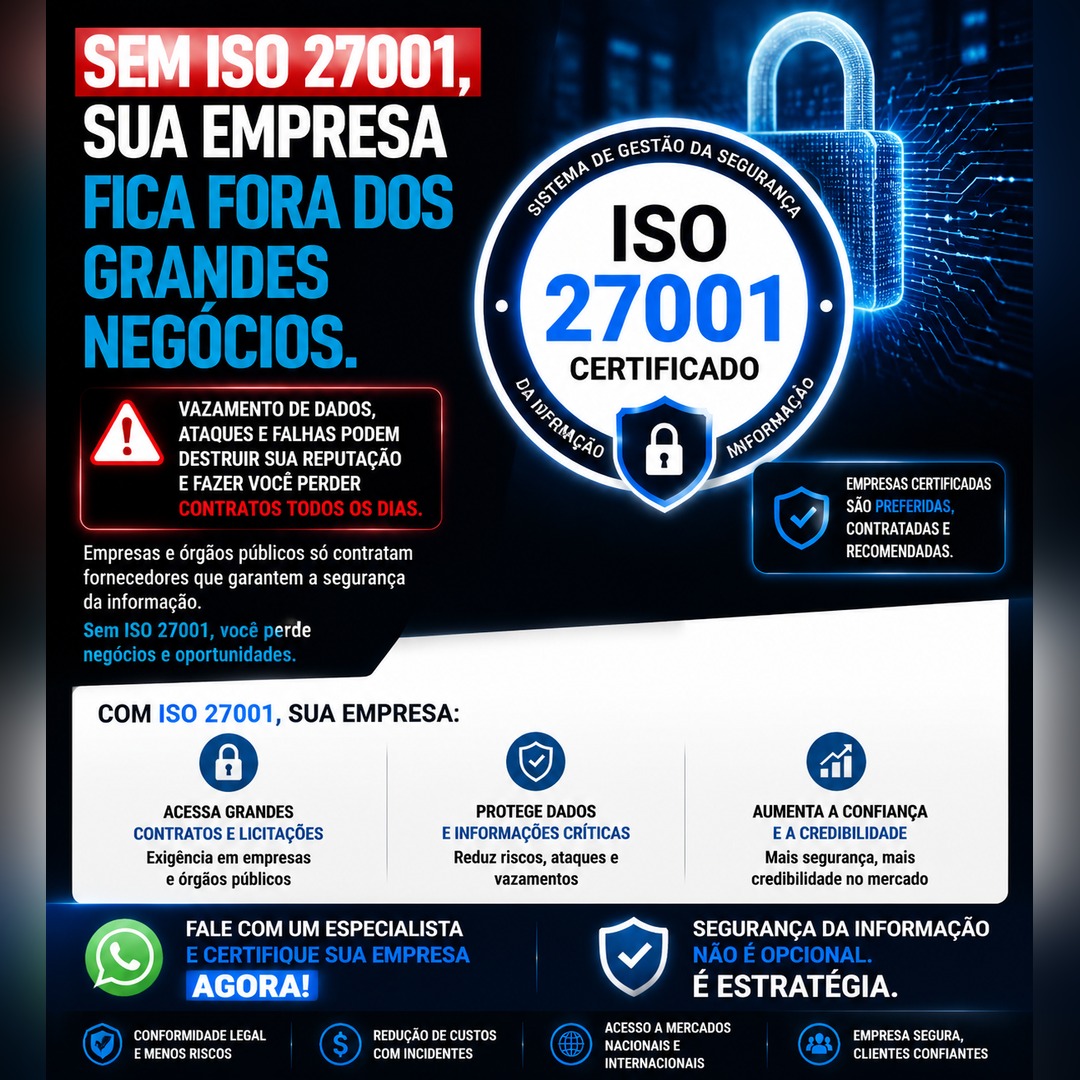 SEM ISO 27001,
SUA EMPRESA
FICA FORA DOS
GRANDES
NEGÓCIOS.
SISTEMA DE GESTÃO DA SEGURANÇA
ISO
27001
CERTIFICADO
DA INFRMAÇÃO
INFORMAÇÃO
VAZAMENTO DE DADOS,
ATAQUES E FALHAS PODEM
DESTRUIR SUA REPUTAÇÃO
E FAZER VOCÊ PERDER
CONTRATOS TODOS OS DIAS.
EMPRESAS CERTIFICADAS
SÃO PREFERIDAS,
CONTRATADAS E
RECOMENDADAS.
Empresas e órgãos públicos só contratam
fornecedores que garantem a segurança
da informação.
Sem ISO 27001, você perde
negócios e oportunidades.
COM ISO 27001, SUA EMPRESA:
ACESSA GRANDES
CONTRATOS E LICITAÇÕES
Exigência em empresas
e órgãos públicos
PROTEGE DADOS
E INFORMAÇÕES CRÍTICAS
Reduz riscos, ataques e
vazamentos
AUMENTA A CONFIANÇA
E A CREDIBILIDADE
Mais segurança, mais
credibilidade no mercado
FALE COM UM ESPECIALISTA
E CERTIFIQUE SUA EMPRESA
AGORA!
SEGURANÇA DA INFORMAÇÃO
NÃO É OPCIONAL.
É ESTRATÉGIA.
CONFORMIDADE LEGAL
E MENOS RISCOS
REDUÇÃO DE CUSTOS
COM INCIDENTES
ACESSO A MERCADOS
NACIONAIS E
INTERNACIONAIS
EMPRESA SEGURA,
CLIENTES CONFIANTES